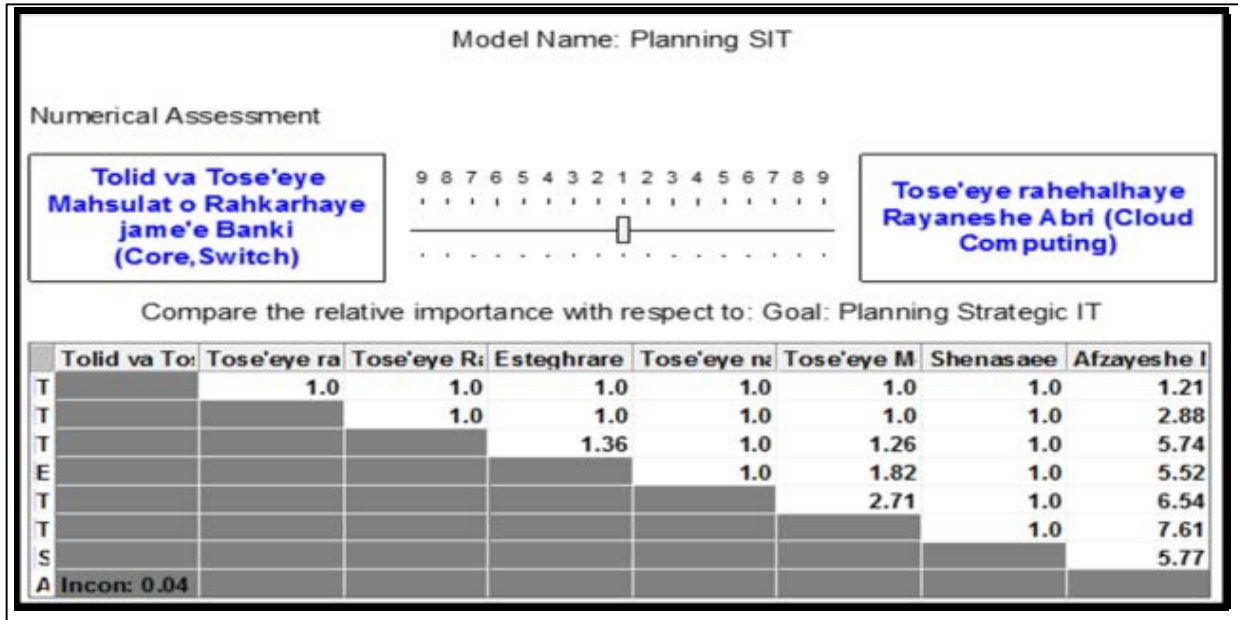 Model Name: Planning SIT
Numerical Assessment
Tolid va Tose'eye
Mahsulat o Rahkarhaye
jame'e Banki
(Core,Switch)
9 8 7 6 5 4 3 2 1 2 3 4 5 6 7 8 9
Tose'eye rahehalhaye
Rayaneshe Abri (Cloud
Computing)
Compare the relative importance with respect to: Goal: Planning Strategic IT
Tolid va To Tose'eye ra Tose'eye Ra Esteghrare Tose'eye na Tose'eye M Shenasaee Afzayeshe
T 1.0 1.0 1.0 1.0 1.0 1.0 1.21
T 1.0 1.0 1.0 1.0 1.0 2.88
T 1.36 1.0 1.26 1.0 5.74
E 1.0 1.82 1.0 5.52
T 2.71 1.0 6.54
T 1.0 7.61
S 5.77
A Incon: 0.04